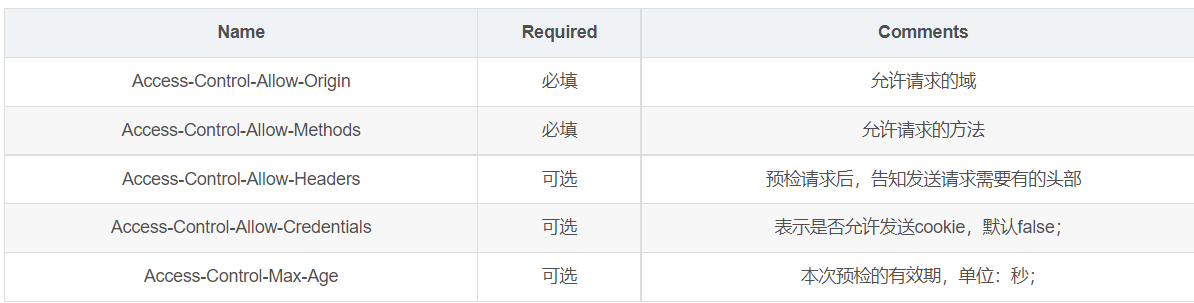 Name Required Comments
Access-Control-Allow-Origin 必填 允许请求的域
Access-Control-Allow-Methods 必填 允许请求的方法
Access-Control-Allow-Headers 可选 预检请求后，告知发送请求需要有的头部
Access-Control-Allow-Credentials 可选 表示是否允许发送cookie，默认false；
Access-Control-Max-Age 可选 本次预检的有效期，单位：秒；